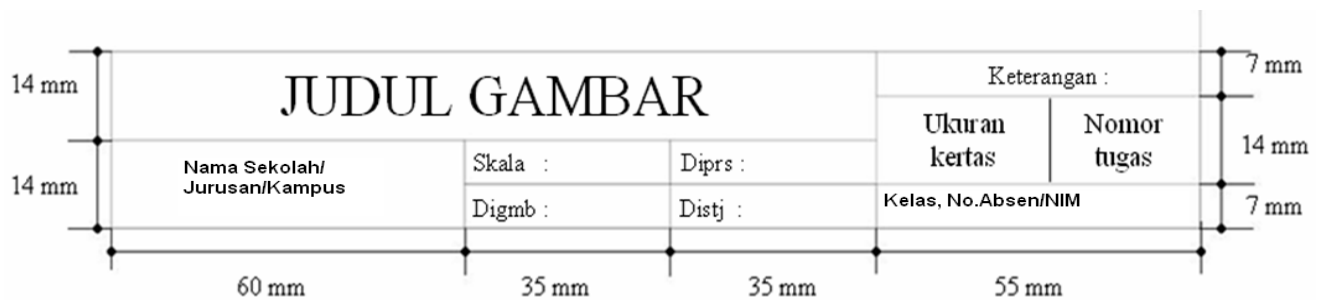 14 mm
JUDUL GAMBAR
Keterangan :
7 mm
Ukuran
kertas
Nomor
tugas
14 mm
14 mm
Nama Sekolah/
Jurusan/Kampus
Skala :
Diprs :
Digmb :
Distj :
Kelas, No.Absen/NIM
7 mm
60 mm
35 mm
35 mm
55 mm